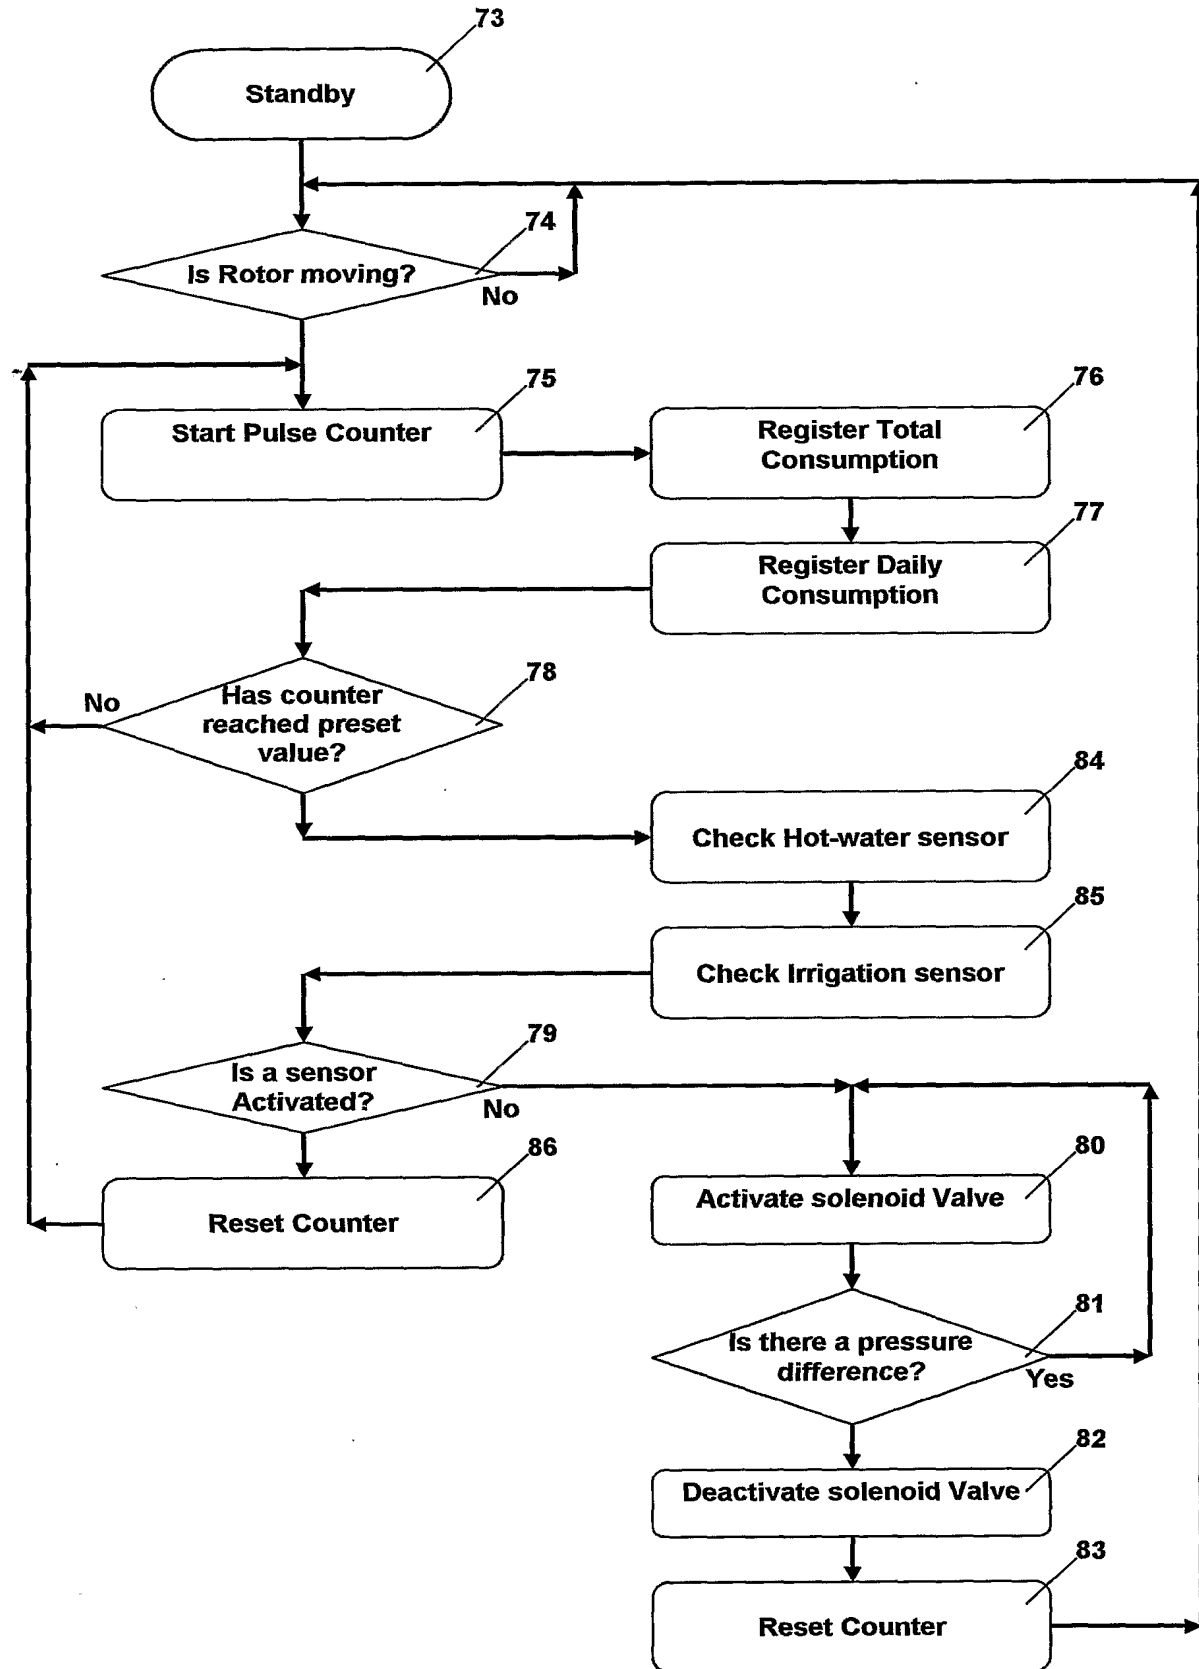 73
Standby
74
Is Rotor moving?
No
75
Start Pulse Counter
76
Register Total
Consumption
77
Register Daily
Consumption
78
Has counter
reached preset
value?
No
84
Check Hot-water sensor
85
Check Irrigation sensor
79
Is a sensor
Activated?
No
86
Reset Counter
80
Activate solenoid Valve
81
Is there a pressure
difference?
Yes
82
Deactivate solenoid Valve
83
Reset Counter